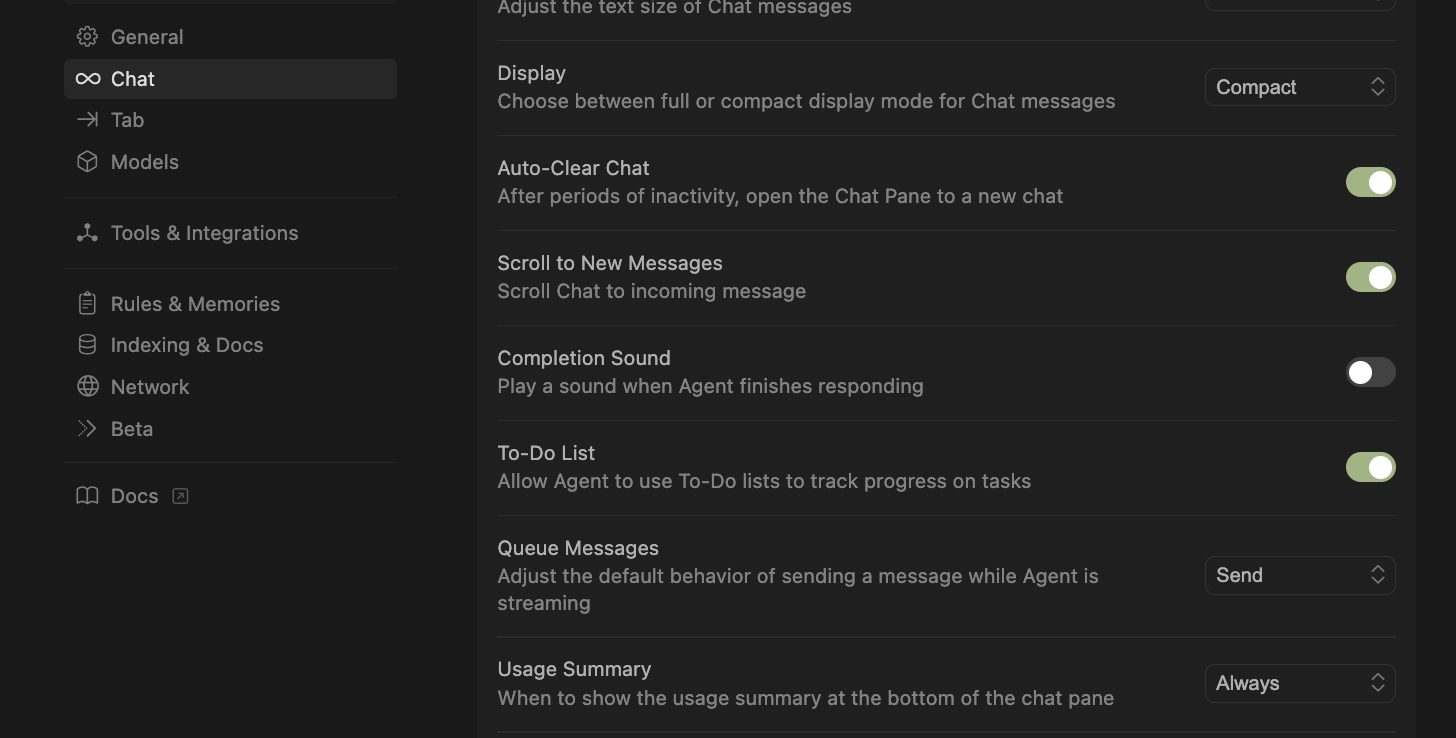 General
Chat
Tab
Models
Tools & Integrations
Rules & Memories
Indexing & Docs
Network
Beta
Docs
Adjust the text size of Chat messages
Display
Choose between full or compact display mode for Chat messages
Compact
Auto-Clear Chat
After periods of inactivity, open the Chat Pane to a new chat
Scroll to New Messages
Scroll Chat to incoming message
Completion Sound
Play a sound when Agent finishes responding
To-Do List
Allow Agent to use To-Do lists to track progress on tasks
Queue Messages
Adjust the default behavior of sending a message while Agent is
streaming
Send
Usage Summary
When to show the usage summary at the bottom of the chat pane
Always